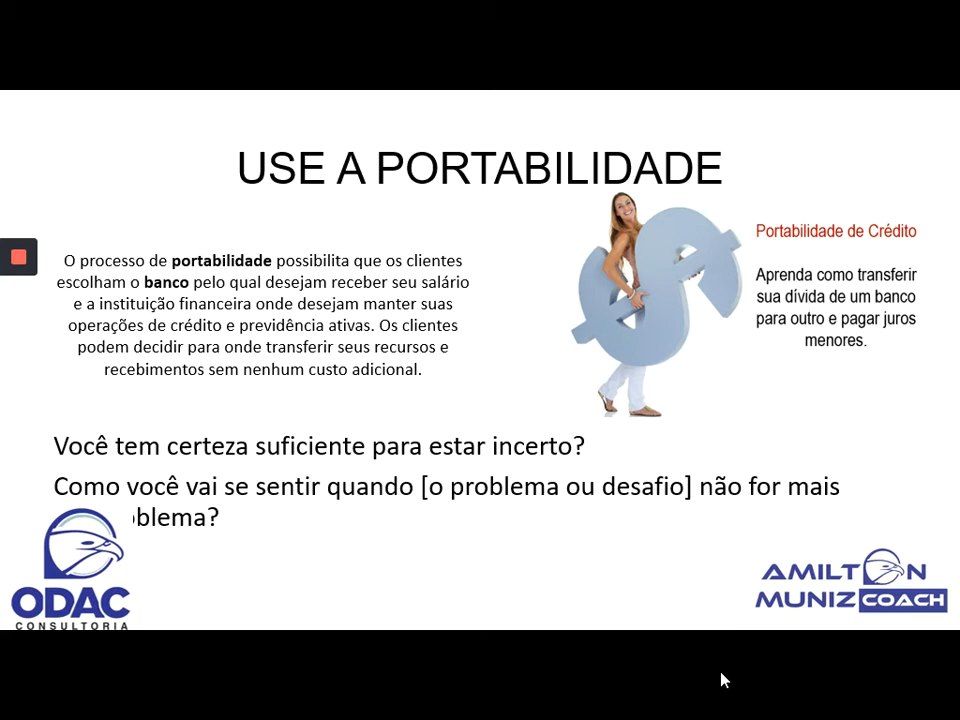 USE A PORTABILIDADE
O processo de portabilidade possibilita que os clientes
escolham o banco pelo qual desejam receber seu salário
e a instituição financeira onde desejam manter suas
operações de crédito e previdência ativas. Os clientes
podem decidir para onde transferir seus recursos e
recebimentos sem nenhum custo adicional.
Portabilidade de Crédito
Aprenda como transferir
sua dívida de um banco
para outro e pagar juros
menores.
Você tem certeza suficiente para estar incerto?
Como você vai se sentir quando [o problema ou desafio] não for mais
oblema?
ODAC
CONSULTORIA
AMILTON
MUNIZ COACH